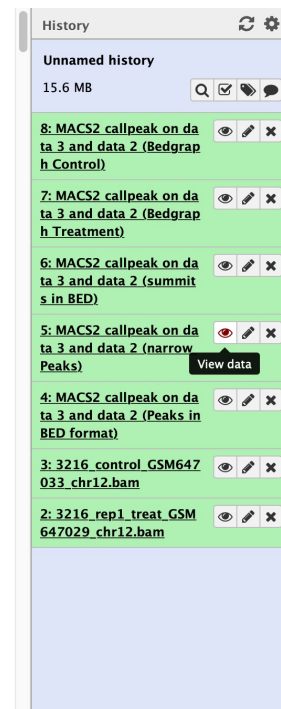 History
Unnamed history
15.6 MB
8: MACS2 callpeak on da
ta 3 and data 2 (Bedgrap
h Control)
7: MACS2 callpeak on da
ta 3 and data 2 (Bedgrap
h Treatment)
6: MACS2 callpeak on da
ta 3 and data 2 (summit
s in BED)
5: MACS2 callpeak on da
ta 3 and data 2 (narrow
Peaks)
View data
4: MACS2 callpeak on da
ta 3 and data 2 (Peaks in
BED format)
3: 3216_control_GSM647
033_chr12.bam
2: 3216_rep1_treat_GSM
647029_chr12.bam